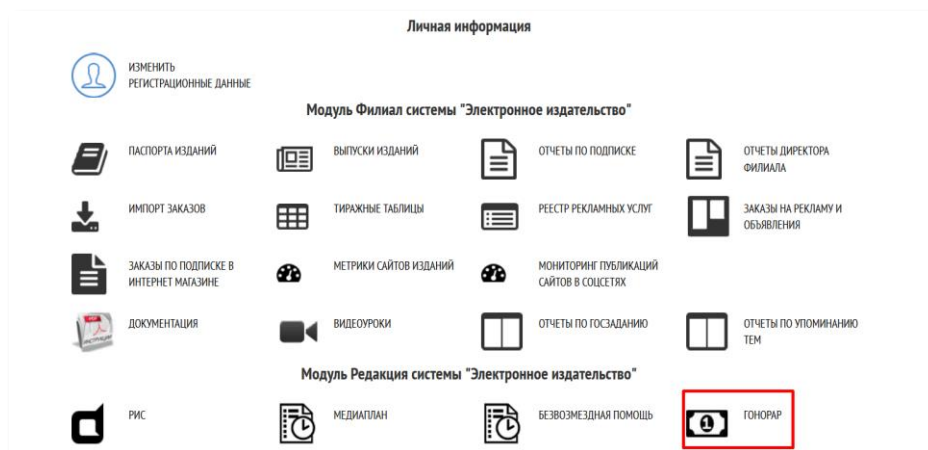 Личная информация
ИЗМЕНИТЬ
РЕГИСТРАЦИОННЫЕ ДАННЫЕ
Модуль Филиал системы "Электронное издательство"
ПАСПОРТА ИЗДАНИЙ
ВЫПУСКИ ИЗДАНИЙ
ОТЧЕТЫ ПО ПОДПИСКЕ
ОТЧЕТЫ ДИРЕКТОРА
ФИЛИАЛА
ИМПОРТ ЗАКАЗОВ
ТИРАЖНЫЕ ТАБЛИЦЫ
РЕЕСТР РЕКЛАМНЫХ УСЛУГ
ЗАКАЗЫ НА РЕКЛАМУ И
ОБЪЯВЛЕНИЯ
ЗАКАЗЫ ПО ПОДПИСКЕ В
ИНТЕРНЕТ МАГАЗИНЕ
МЕТРИКИ САЙТОВ ИЗДАНИЙ
МОНИТОРИНГ ПУБЛИКАЦИЙ
САЙТОВ В СОЦСЕТЯХ
ДОКУМЕНТАЦИЯ
ВИДЕОУРОКИ
ОТЧЕТЫ ПО ГОСЗАДАНИЮ
ОТЧЕТЫ ПО УПОМИНАНИЮ
ТЕМ
Модуль Редакция системы "Электронное издательство"
РИС
МЕДИАПЛАН
БЕЗВОЗМЕЗДНАЯ ПОМОЩЬ
1
ГОНОРАР